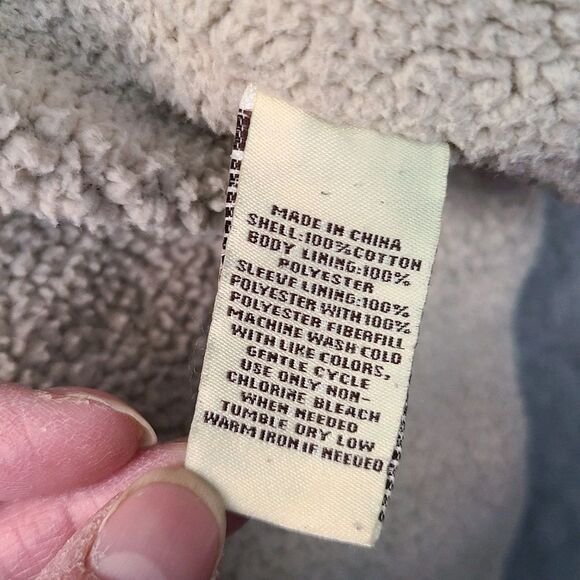 MADE IN CHINA
SHELL:100%COTTON
BODY LINING:100%
POLYESTER
SLEEVE LINING:100%
POLYESTER WITH 100%
POLYESTER FIBERFILL
MACHINE WASH COLD
WITH LIKE COLORS,
GENTLE CYCLE
USE ONLY NON-
CHLORINE BLEACH
WHEN NEEDED
TUMBLE DRY LOW
WARM IRON IF NEEDED